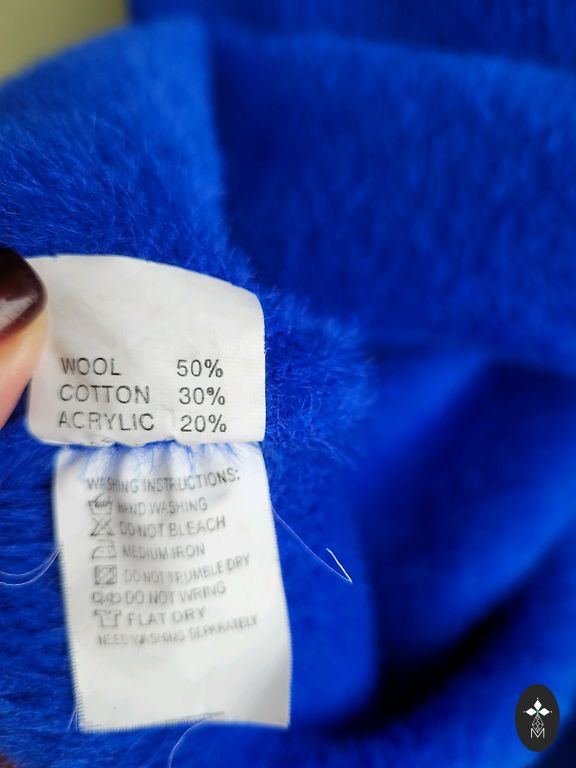 WOOL 50%
COTTON 30%
ACRYLIC 20%
WASHING INSTRUCTIONS:
HAND WASHING
DO NOT BLEACH
MEDIUM IRON
DO NOT TRUMBLE DRY
DO NOT WRING
FLAT DRY
NEED WASHING SEPARATELY
M